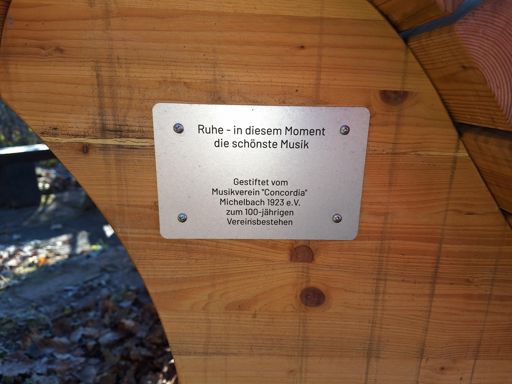 Ruhe - in diesem Moment
die schönste Musik
Gestiftet vom
Musikverein "Concordia"
Michelbach 1923 e.V.
zum 100-jährigen
Vereinsbestehen